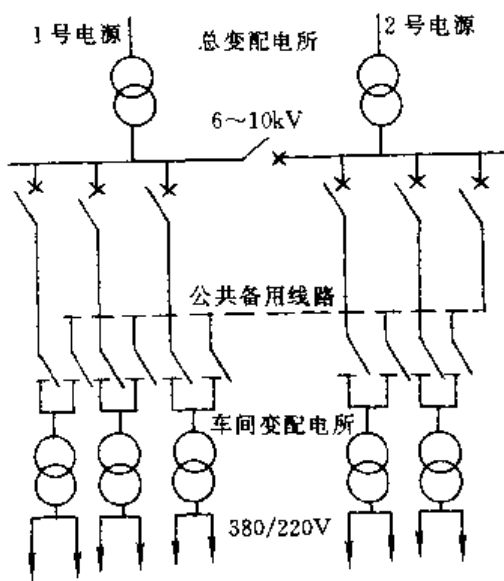 1号电源
总变配电所
2号电源
6～10kV
公共备用线路
车间变配电所
380/220V